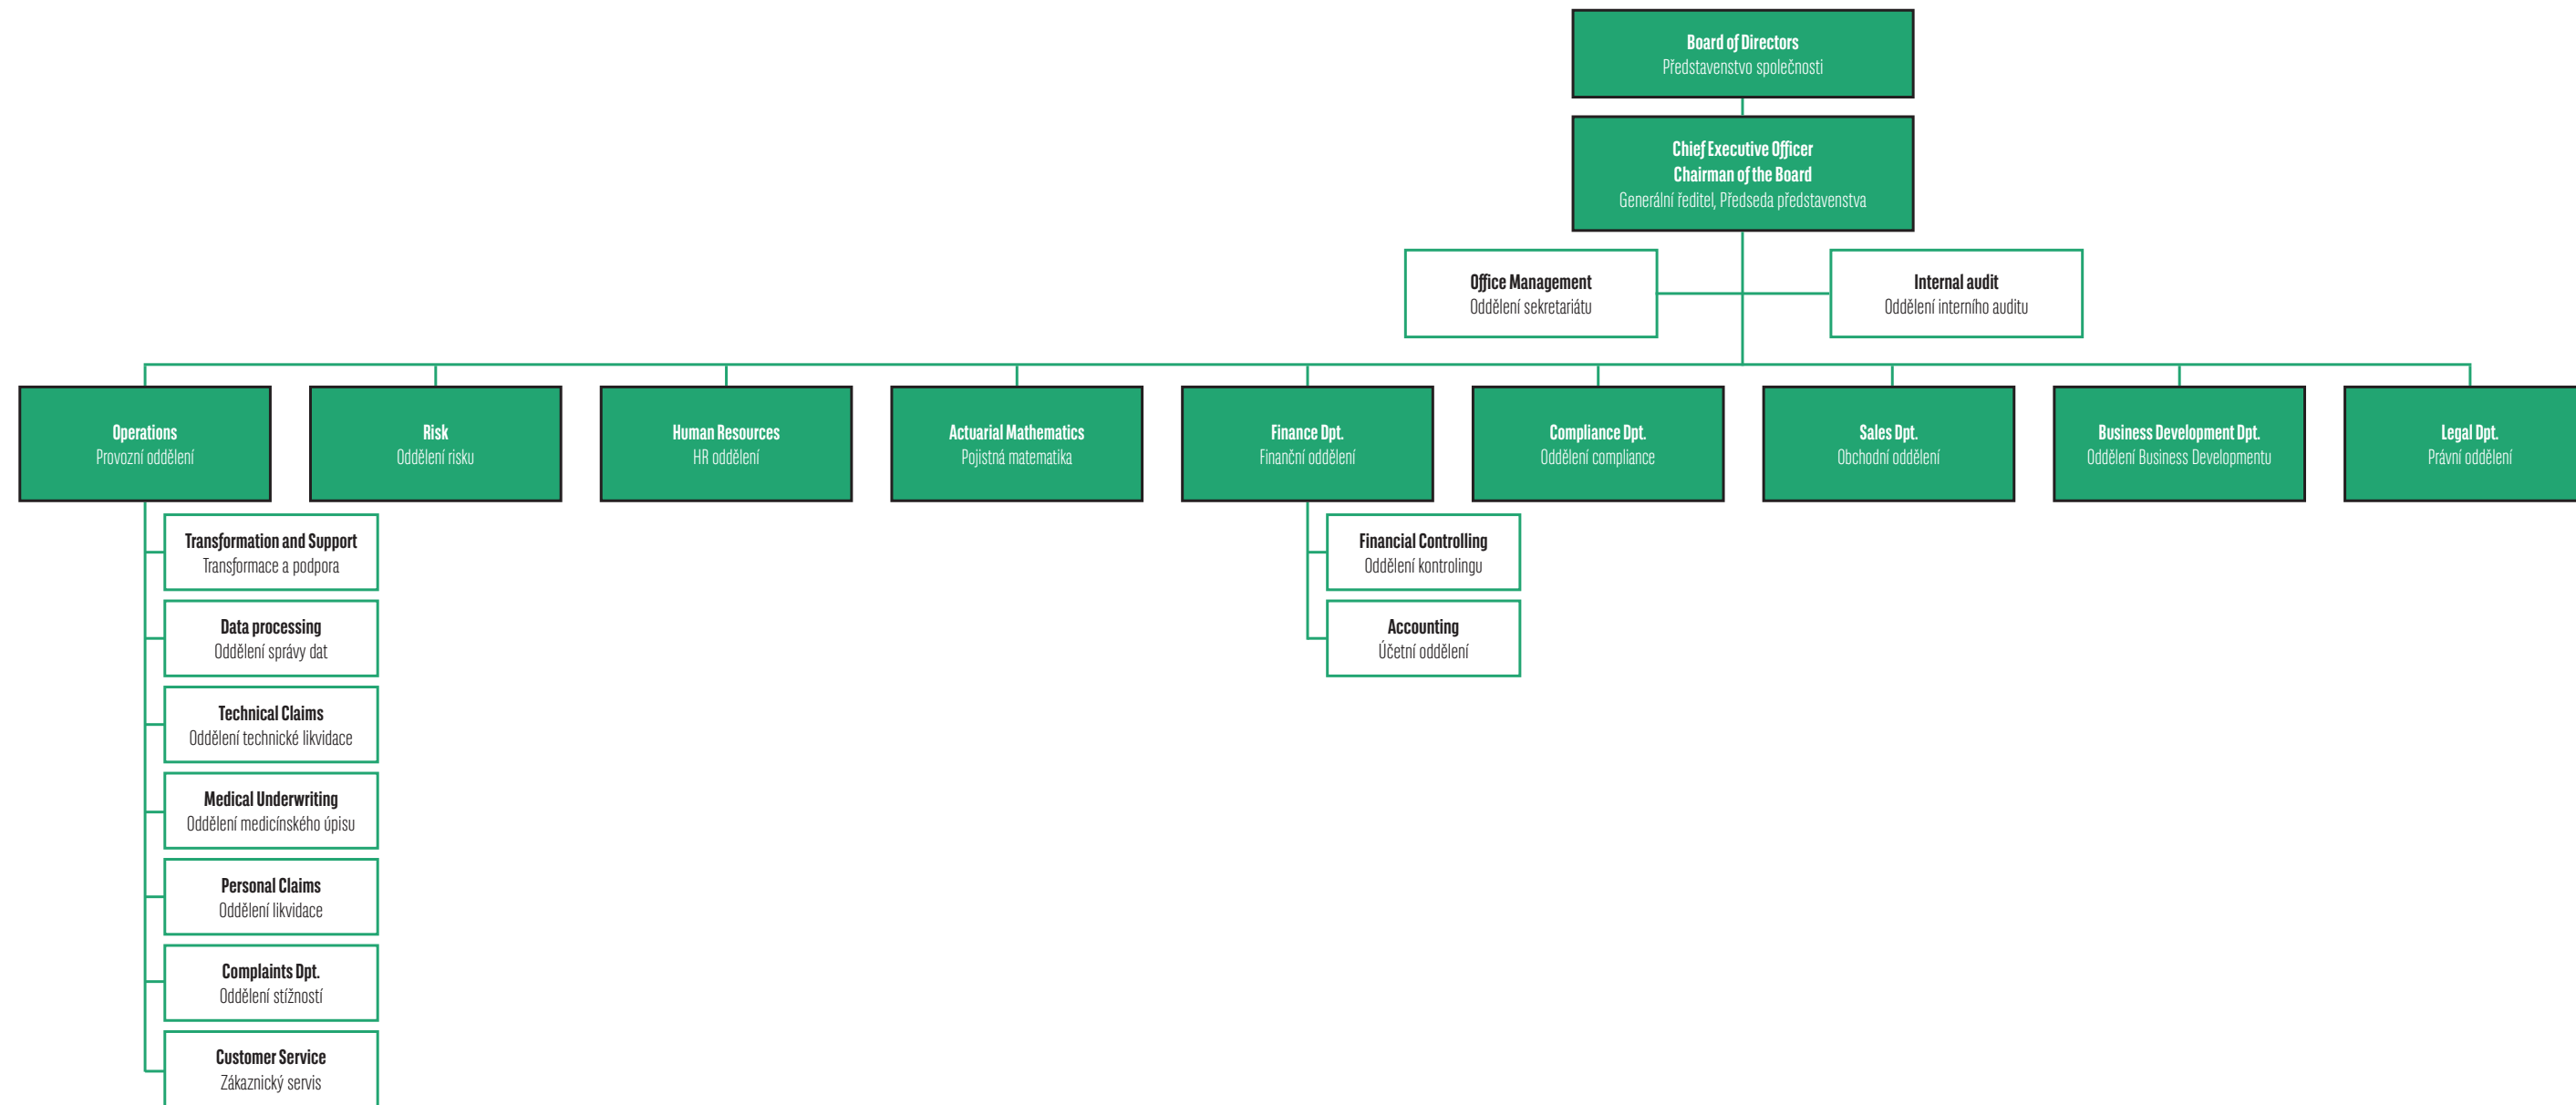 Board of Directors
Představenstvo společnosti
Chief Executive Officer
Chairman of the Board
Generální ředitel, Předseda představenstva
Office Management
Oddělení sekretariátu
Internal audit
Oddělení interního auditu
Operations
Provozní oddělení
Risk
Oddělení risku
Human Resources
HR oddělení
Actuarial Mathematics
Pojistná matematika
Finance Dpt.
Finanční oddělení
Compliance Dpt.
Oddělení compliance
Sales Dpt.
Obchodní oddělení
Business Development Dpt.
Oddělení Business Developmentu
Legal Dpt.
Právní oddělení
Transformation and Support
Transformace a podpora
Data processing
Oddělení správy dat
Technical Claims
Oddělení technické likvidace
Medical Underwriting
Oddělení medicínského úpisu
Personal Claims
Oddělení likvidace
Complaints Dpt.
Oddělení stížností
Customer Service
Zákaznický servis
Financial Controlling
Oddělení kontrolingu
Accounting
Účetní oddělení